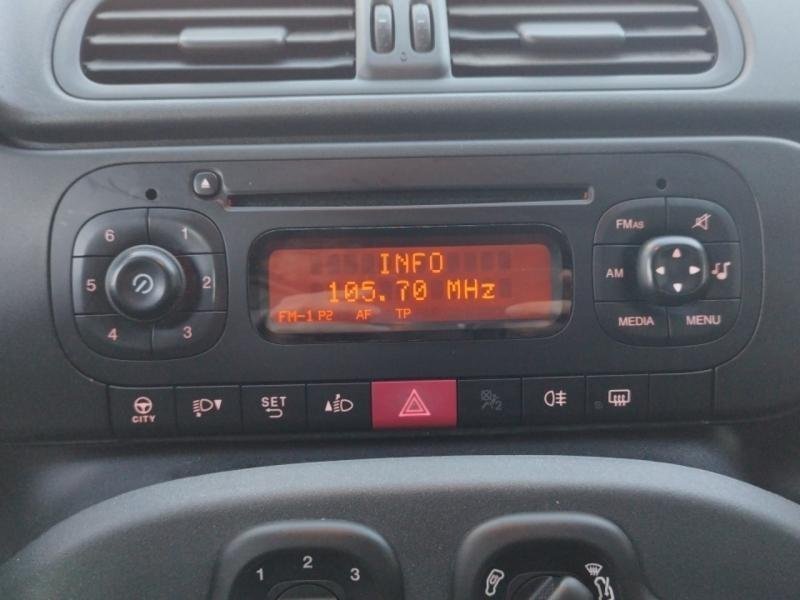 6 1
5 2
4 3
INFO
105.70 MHz
FM-1 P2 AF TP
FMAS
AM
MEDIA MENU
CITY
SET
2
1 2 3